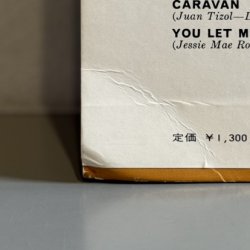 CARAVAN
(Juan Tizol—
YOU LET M
(Jessie Mae Ro
定価 ¥1,300